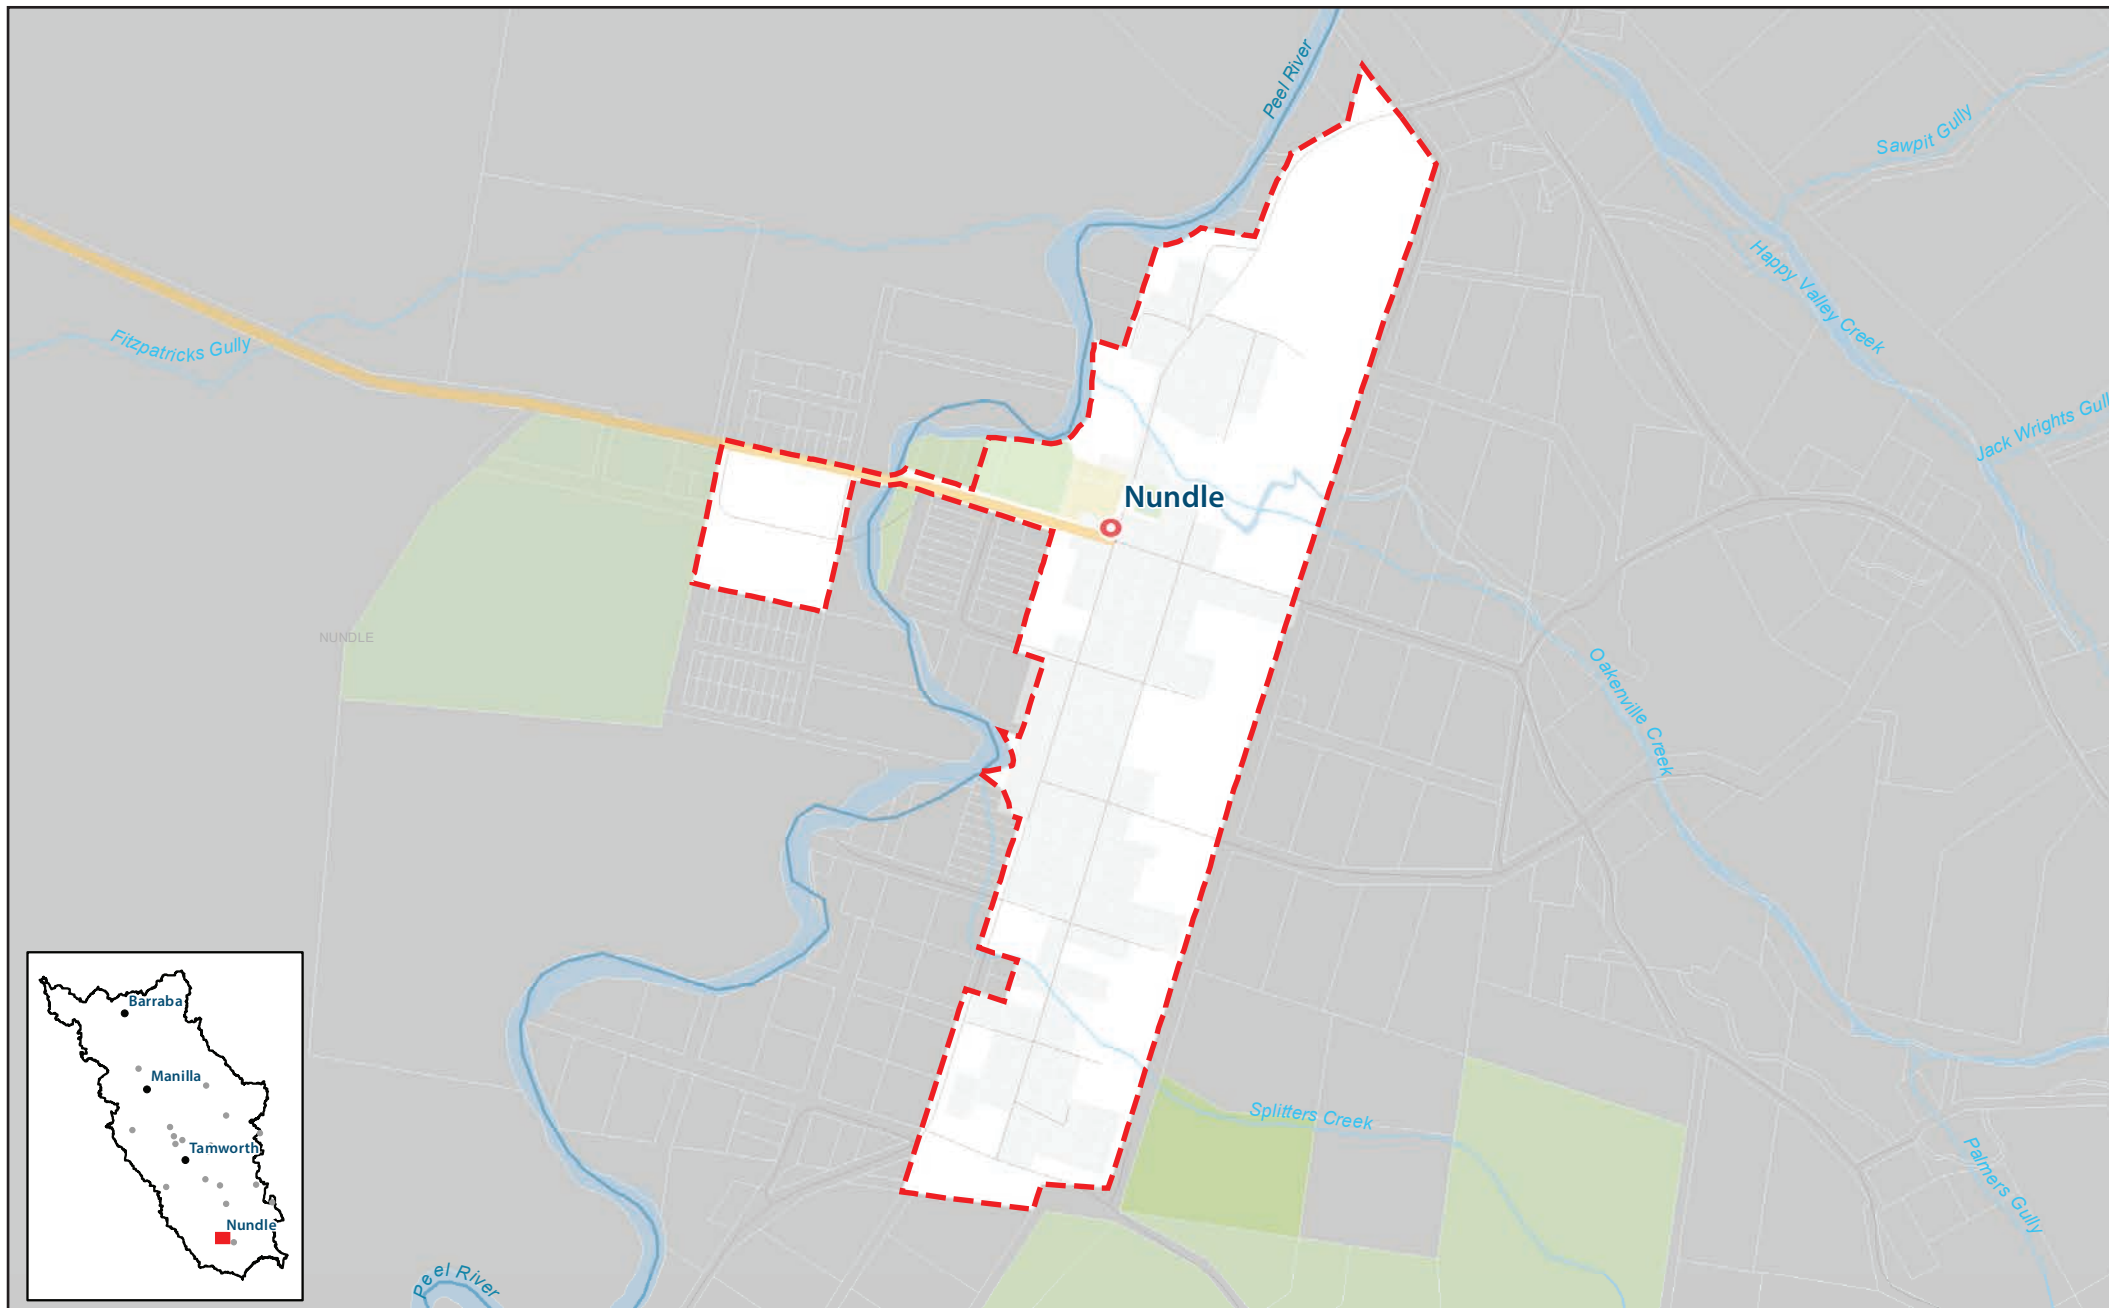 Peel River
Sawpit Gully
Happy Valley Creek
Fitzpatricks Gully
Jack Wrights Gull
Nundle
NUNDLE
Oakenville Creek
Barraba
Manilla
Tamworth
Nundle
Splitters Creek
Palmers Gully
Peel River